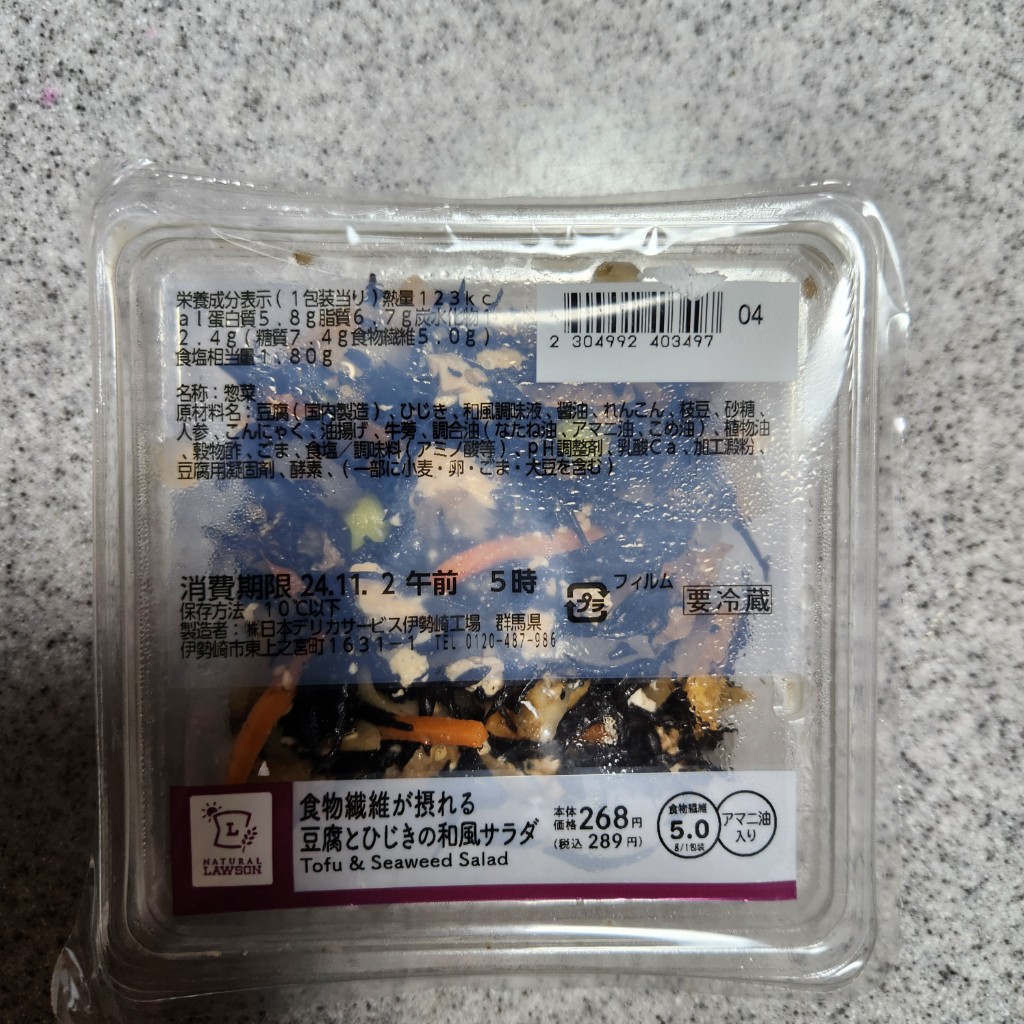 栄養成分表示(1包装当り)熱量123kc
al蛋白質5.8g脂質6.7g炭水化物1
2.4g(糖質7.4g食物繊維5.0g)
食塩相当量1.80g
04
2 304992 403497
名称:惣菜
原材料名:豆腐(国内製造)、ひじき、和風調味液、醤油、れんこん、枝豆、砂糖、
人参、こんにゃく、油揚げ、牛蒡、調合油(なたね油、アマニ油、こめ油)、植物油
、穀物酢、ごま、食塩/調味料(アミノ酸等)、pH調整剤、乳酸Ca、加工澱粉、
豆腐用凝固剤、酵素、(一部に小麦・卵・ごま・大豆を含む)
消費期限 24.11. 2 午前 5時
保存方法 10℃以下
製造者:㈱日本デリカサービス伊勢崎工場 群馬県
伊勢崎市東上之宮町1631-1 TEL 0120-487-986
プラ
フィルム
要冷蔵
L
NATURAL
LAWSON
食物繊維が摂れる
豆腐とひじきの和風サラダ
Tofu & Seaweed Salad
本体
価格 268円
(税込 289円)
食物繊維
5.0
g/1包装
アマニ油
入り